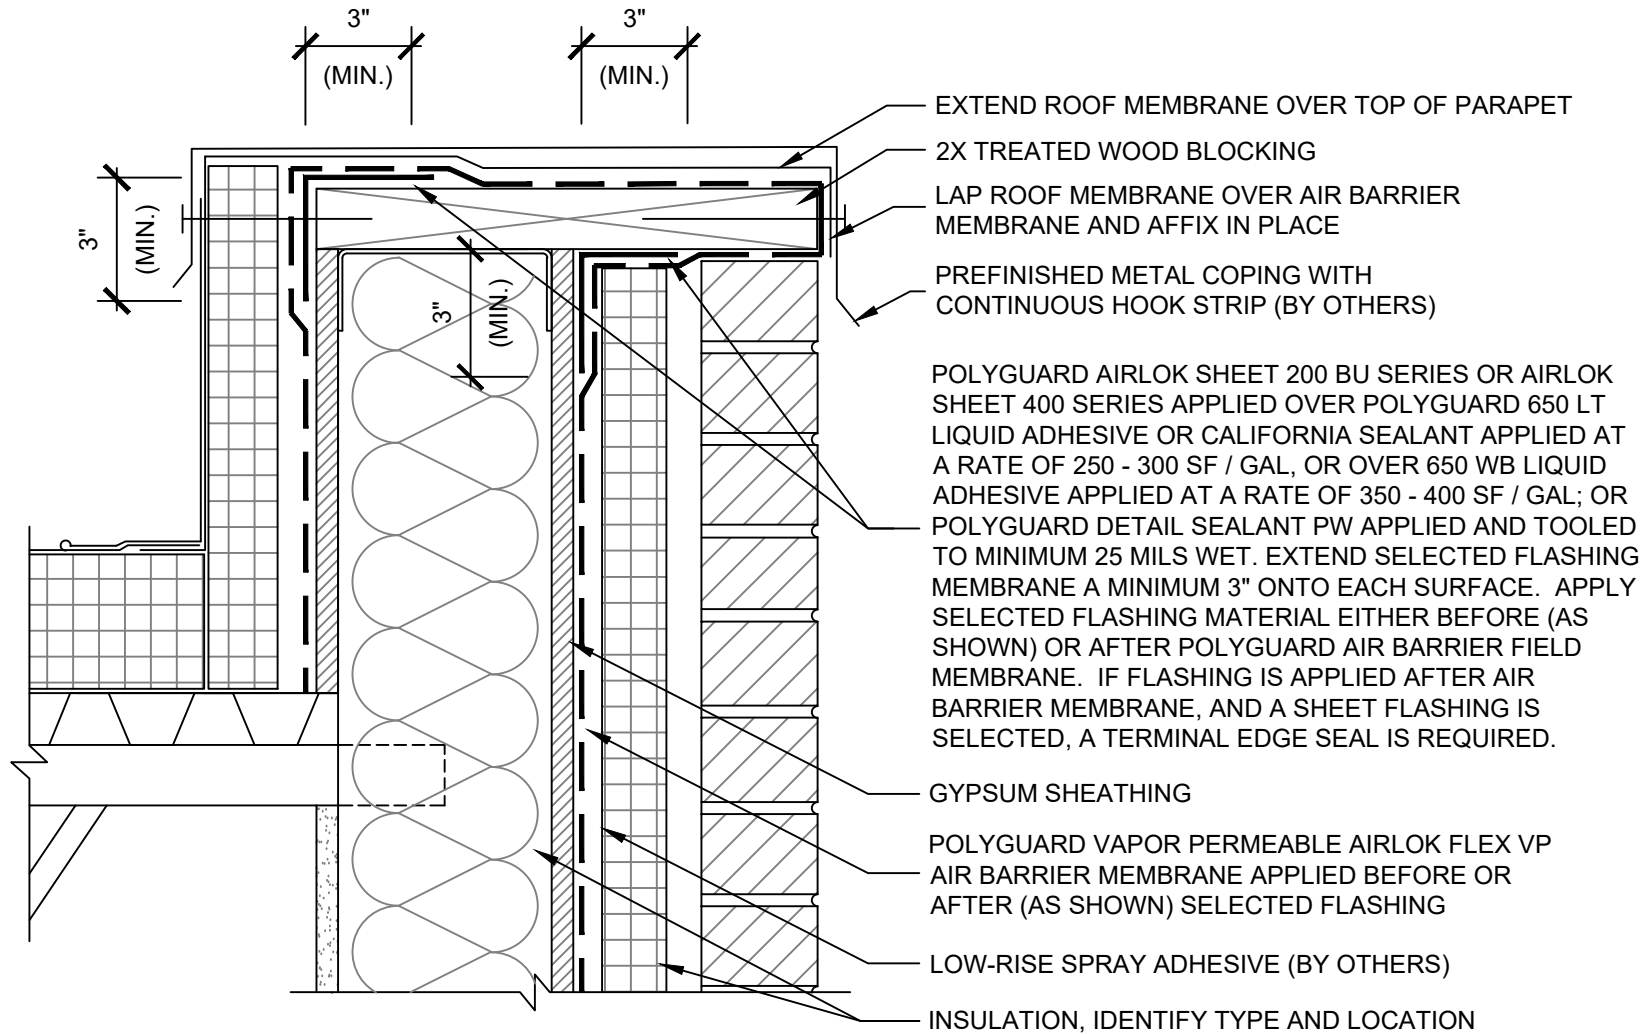 3"
(MIN.)
3"
(MIN.)
3"
(MIN.)
3"
(MIN.)
EXTEND ROOF MEMBRANE OVER TOP OF PARAPET
2X TREATED WOOD BLOCKING
LAP ROOF MEMBRANE OVER AIR BARRIER
MEMBRANE AND AFFIX IN PLACE
PREFINISHED METAL COPING WITH
CONTINUOUS HOOK STRIP (BY OTHERS)
POLYGUARD AIRLOK SHEET 200 BU SERIES OR AIRLOK
SHEET 400 SERIES APPLIED OVER POLYGUARD 650 LT
LIQUID ADHESIVE OR CALIFORNIA SEALANT APPLIED AT
A RATE OF 250 - 300 SF / GAL, OR OVER 650 WB LIQUID
ADHESIVE APPLIED AT A RATE OF 350 - 400 SF / GAL; OR
POLYGUARD DETAIL SEALANT PW APPLIED AND TOOLED
TO MINIMUM 25 MILS WET. EXTEND SELECTED FLASHING
MEMBRANE A MINIMUM 3" ONTO EACH SURFACE.  APPLY
SELECTED FLASHING MATERIAL EITHER BEFORE (AS
SHOWN) OR AFTER POLYGUARD AIR BARRIER FIELD
MEMBRANE.  IF FLASHING IS APPLIED AFTER AIR
BARRIER MEMBRANE, AND A SHEET FLASHING IS
SELECTED, A TERMINAL EDGE SEAL IS REQUIRED.
GYPSUM SHEATHING
POLYGUARD VAPOR PERMEABLE AIRLOK FLEX VP
AIR BARRIER MEMBRANE APPLIED BEFORE OR
AFTER (AS SHOWN) SELECTED FLASHING
LOW-RISE SPRAY ADHESIVE (BY OTHERS)
INSULATION, IDENTIFY TYPE AND LOCATION